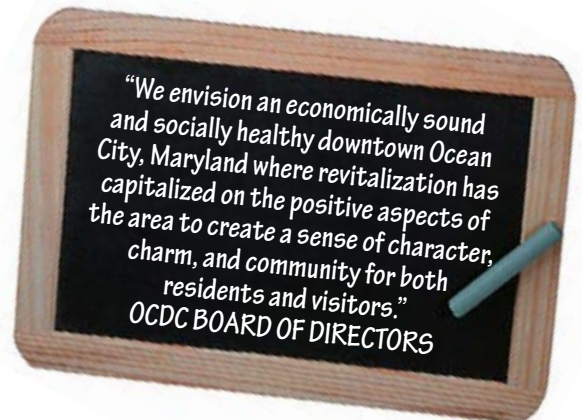 “We envision an economically sound
and socially healthy downtown Ocean
City, Maryland where revitalization has
capitalized on the positive aspects of
the area to create a sense of character,
charm, and community for both
residents and visitors.”
OCDC BOARD OF DIRECTORS